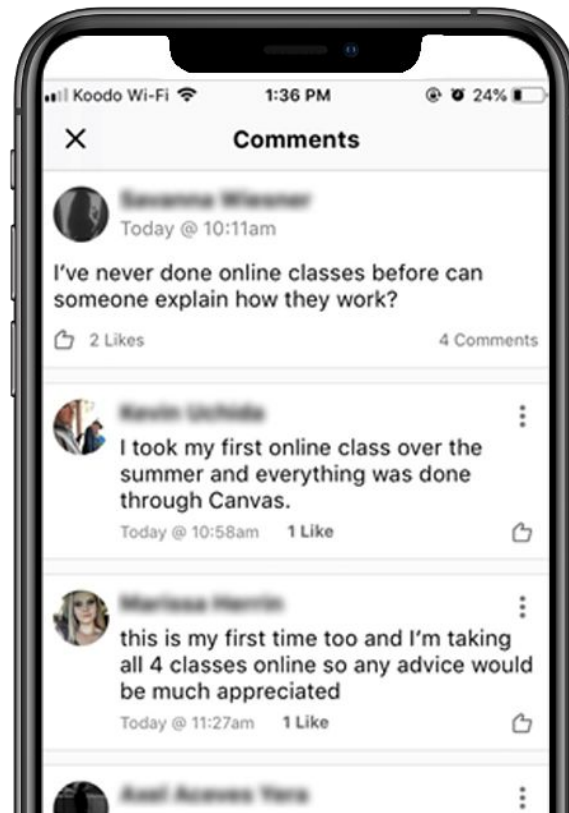 Koodo Wi-Fi 1:36 PM 24%
Comments
Today @ 10:11am
I've never done online classes before can
someone explain how they work?
2 Likes 4 Comments
I took my first online class over the
summer and everything was done
through Canvas.
Today @ 10:58am 1 Like
this is my first time too and I'm taking
all 4 classes online so any advice would
be much appreciated
Today @ 11:27am 1 Like